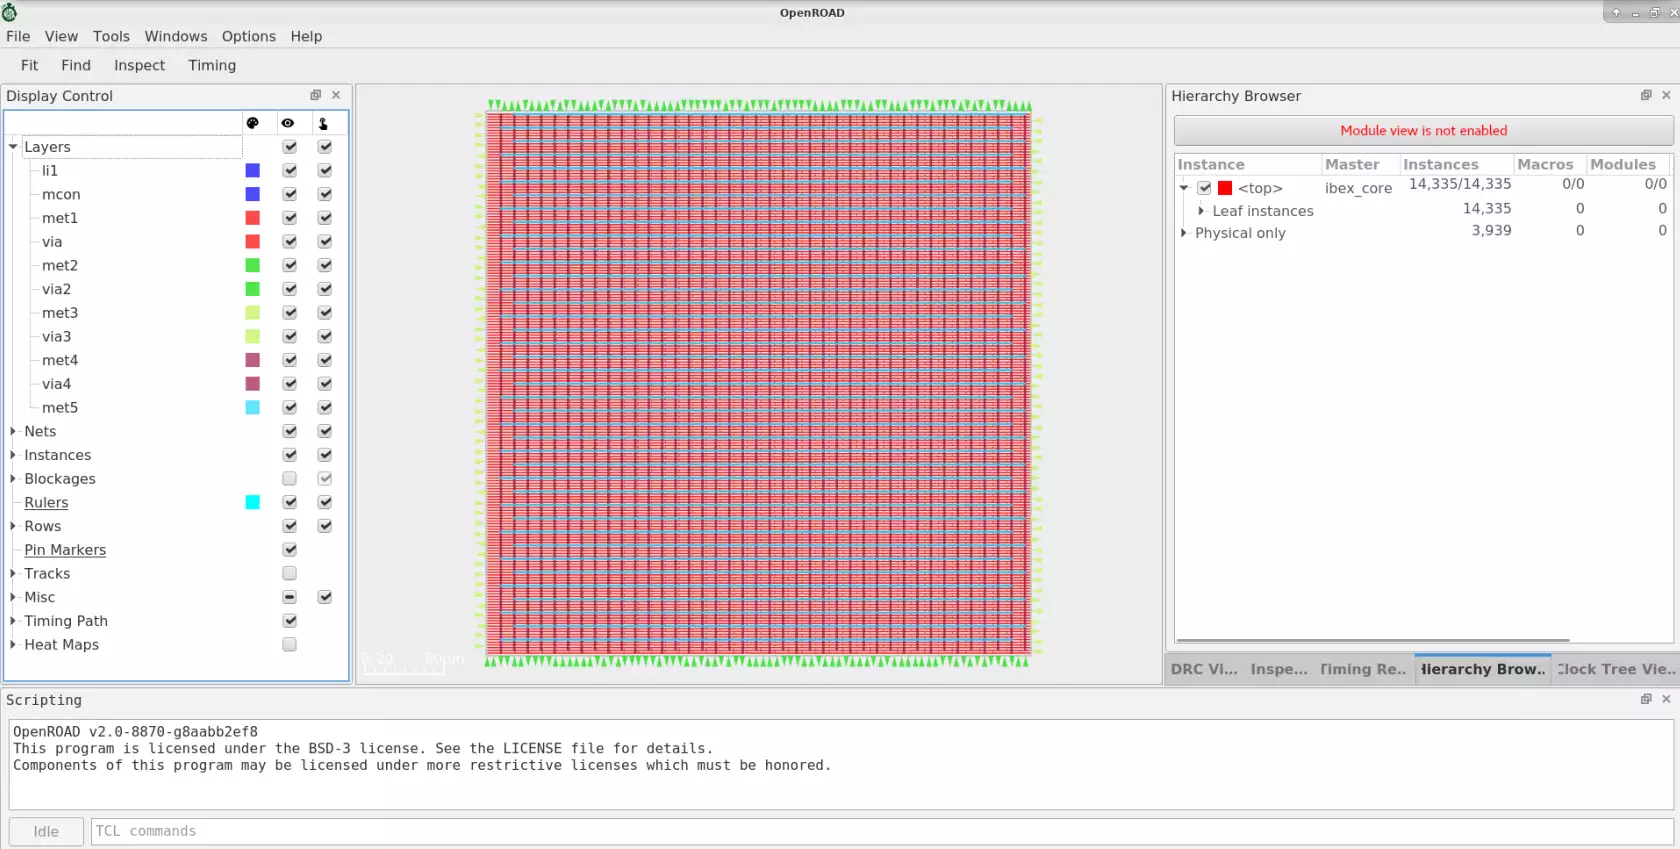 OpenROAD
File View Tools Windows Options Help
Fit Find Inspect Timing
Display Control
Layers
li1
mcon
met1
via
met2
via2
met3
via3
met4
via4
met5
Nets
Instances
Blockages
Rulers
Rows
Pin Markers
Tracks
Misc
Timing Path
Heat Maps
0 20 80μm
Hierarchy Browser
Module view is not enabled
Instance Master Instances Macros Modules
<top> ibex_core 14,335/14,335 0/0 0/0
Leaf instances 14,335 0 0
Physical only 3,939 0 0
DRC Vi... Inspe... Timing Re.. Hierarchy Brow.. Clock Tree Vie..
Scripting
OpenROAD v2.0-8870-g8aabb2ef8
This program is licensed under the BSD-3 license. See the LICENSE file for details.
Components of this program may be licensed under more restrictive licenses which must be honored.
Idle TCL commands